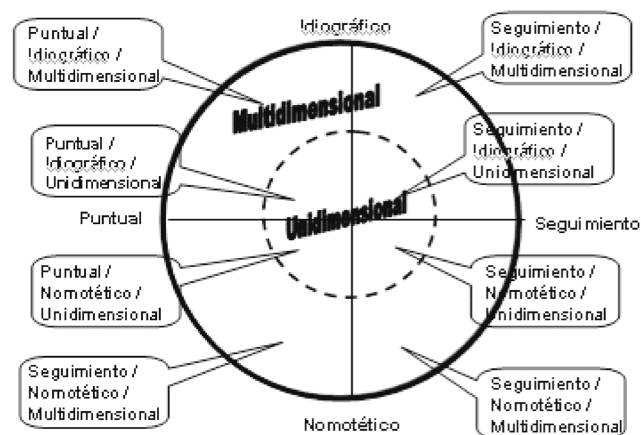 Idiográfico
Puntual /
Idiográfico /
Multidimensional
Seguimiento /
Idiográfico /
Multidimensional
Multidimensional
Puntual /
Idiográfico /
Unidimensional
Seguimiento /
Idiográfico /
Unidimensional
Puntual
Unidimensional
Seguimiento
Puntual /
Nomotético /
Unidimensional
Seguimiento /
Nomotético /
Unidimensional
Seguimiento /
Nomotético /
Multidimensional
Seguimiento /
Nomotético /
Multidimensional
Nomotético